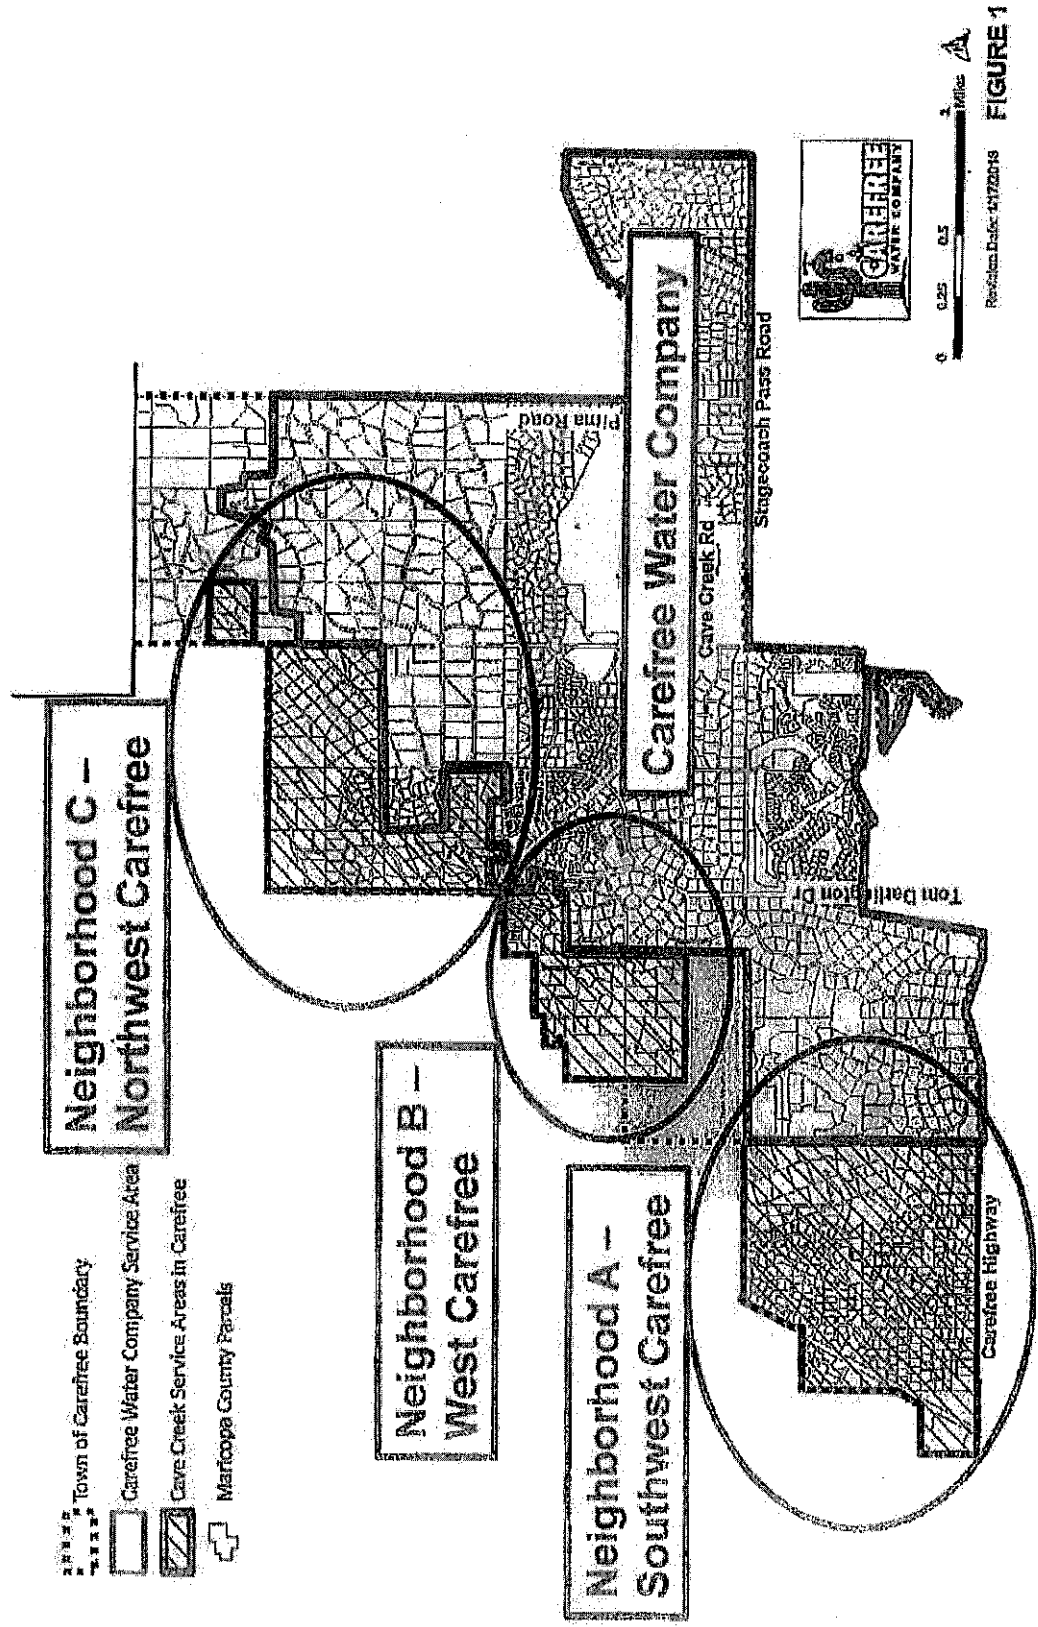 Town of Carefree Boundary
Carefree Water Company Service Area
Cave Creek Service Areas in Carefree
Maricopa County Parcels
Neighborhood C –
Northwest Carefree
Neighborhood B –
West Carefree
Neighborhood A –
Southwest Carefree
Carefree Water Company
Pima Road
Cave Creek Rd
Stagecoach Pass Road
Tom Darlington Dr
Carefree Highway
CAREFREE
WATER COMPANY
0 0.25 0.5 Miles
FIGURE 1